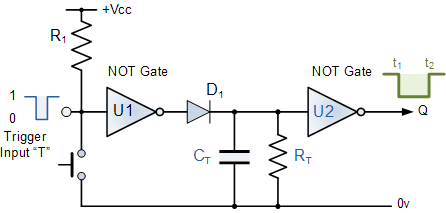 +Vcc
R1
NOT Gate
D1
NOT Gate
t1 t2
1
0
U1
U2
Q
Trigger
Input “T”
CT
RT
0v